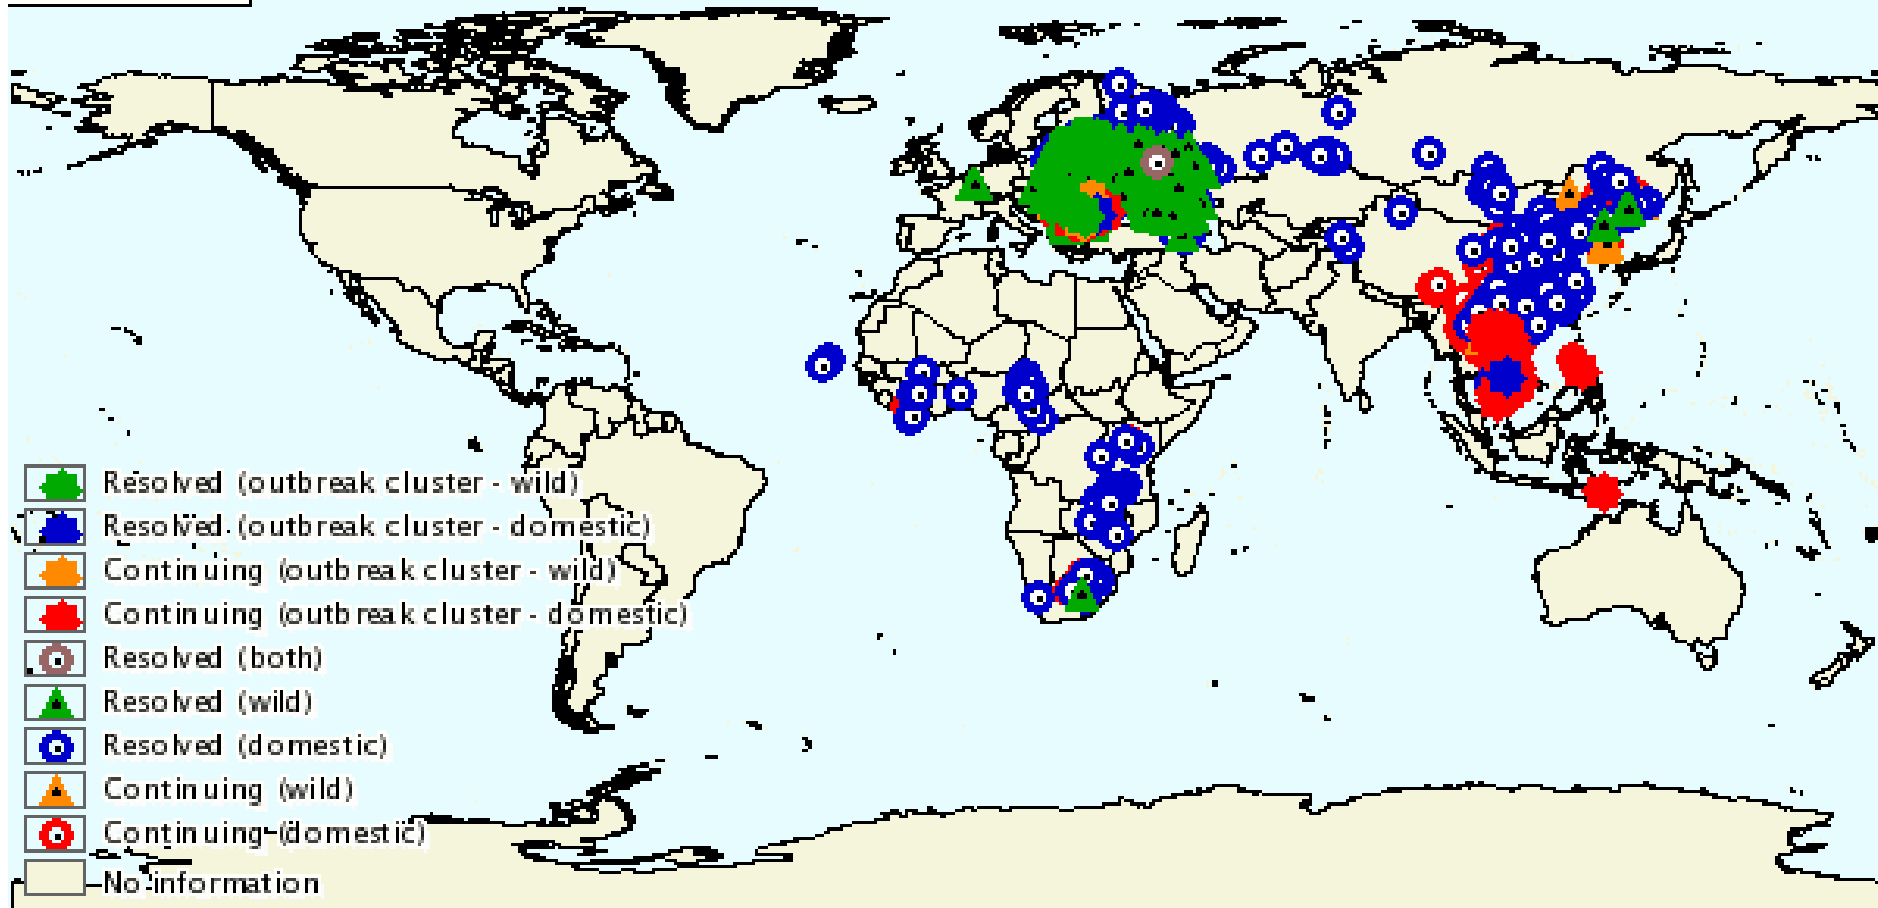 Resolved (outbreak cluster - wild)
Resolved (outbreak cluster - domestic)
Continuing (outbreak cluster - wild)
Continuing (outbreak cluster - domestic)
Resolved (both)
Resolved (wild)
Resolved (domestic)
Continuing (wild)
Continuing (domestic)
No information